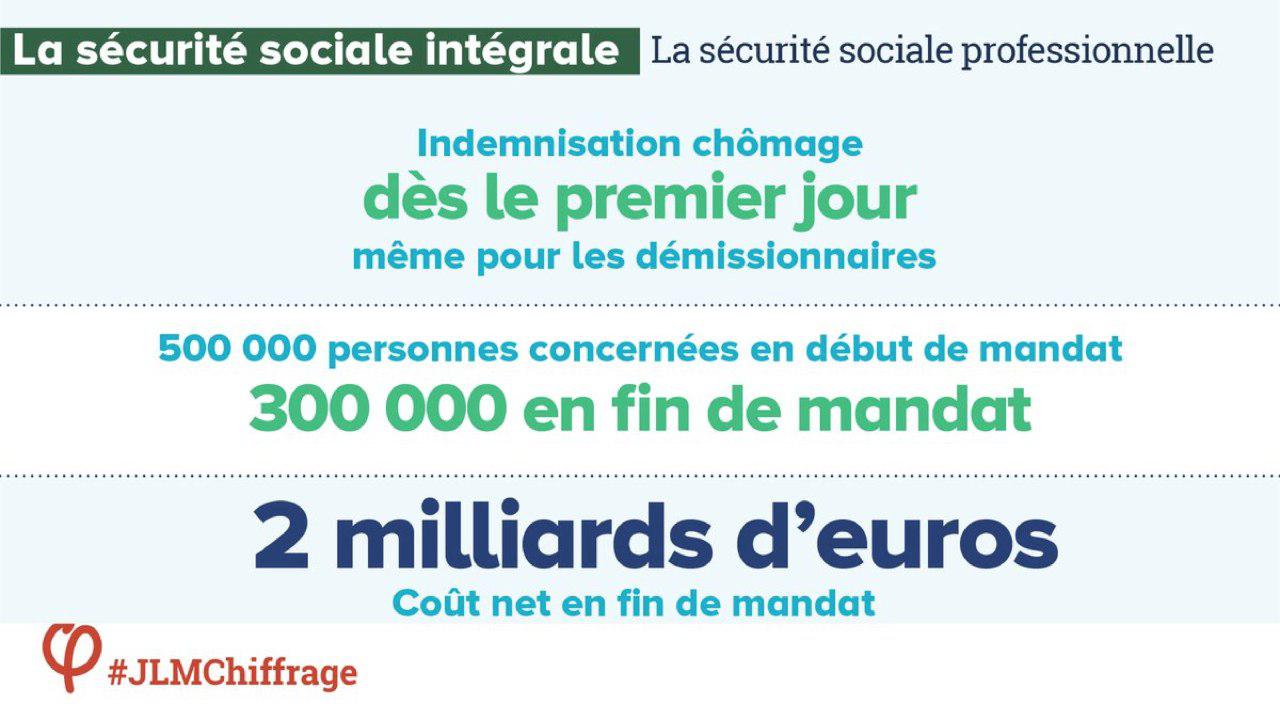 La sécurité sociale intégrale La sécurité sociale professionnelle
Indemnisation chômage
dès le premier jour
même pour les démissionnaires
500 000 personnes concernées en début de mandat
300 000 en fin de mandat
2 milliards d’euros
Coût net en fin de mandat
φ #JLMChiffrage